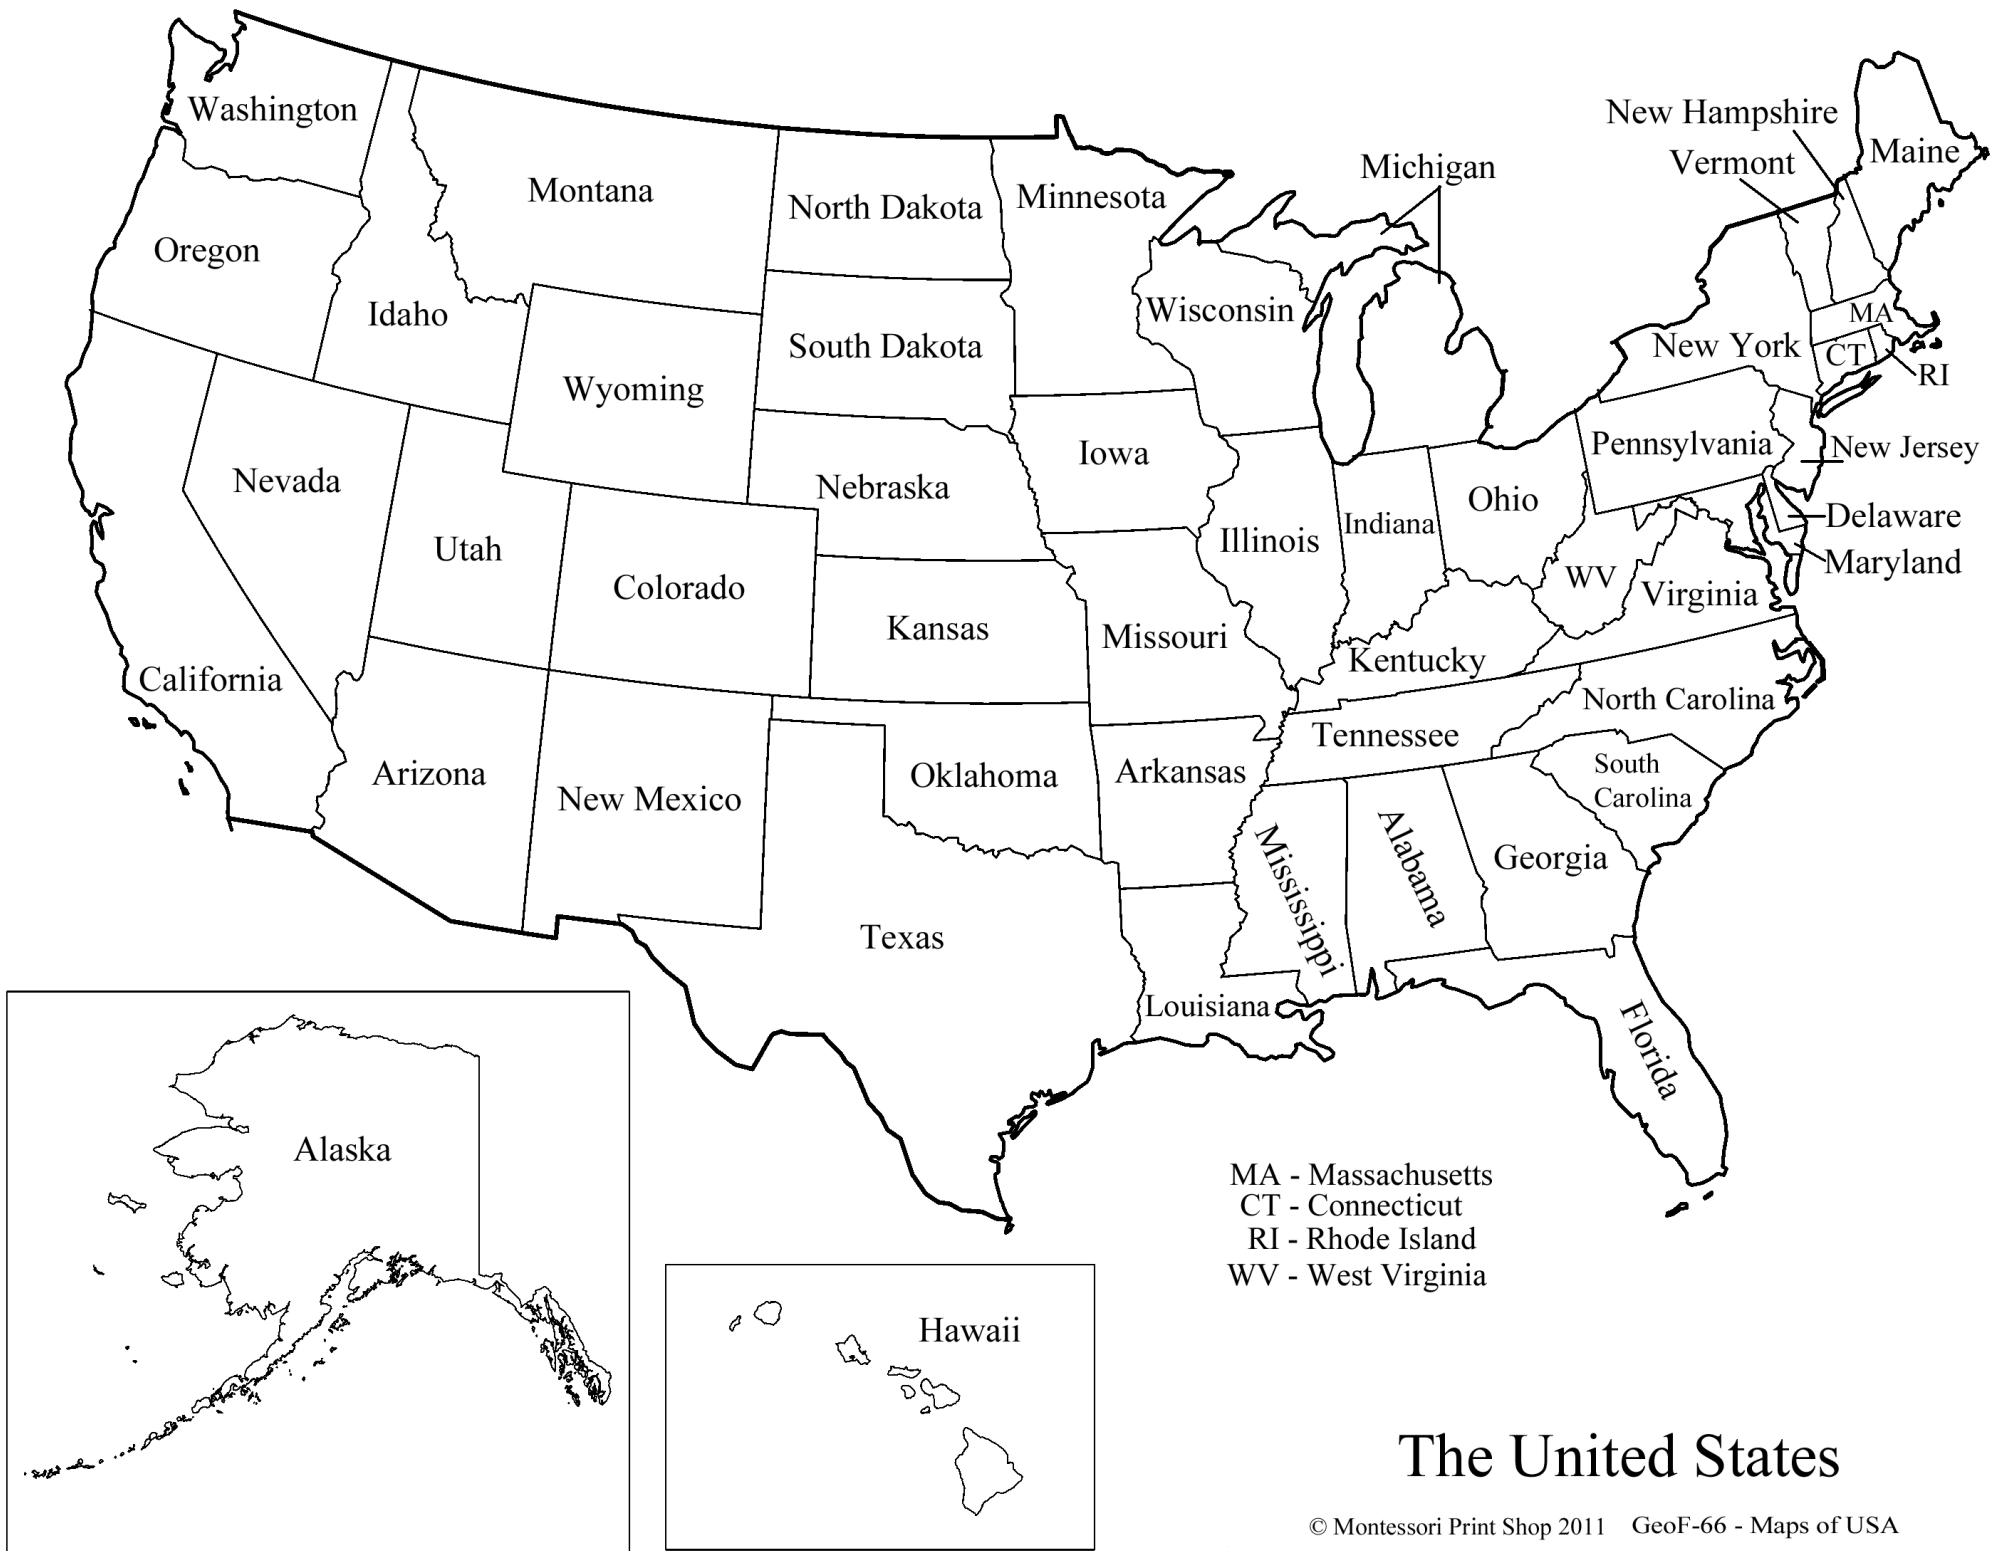 Washington
Montana
North Dakota
Minnesota
Michigan
New Hampshire
Vermont
Maine
Oregon
Idaho
Wisconsin
MA
South Dakota
New York
CT
RI
Wyoming
Iowa
Pennsylvania
New Jersey
Nevada
Nebraska
Ohio
Illinois
Indiana
Delaware
Utah
Maryland
Colorado
WV
Virginia
Kansas
Missouri
Kentucky
California
North Carolina
Tennessee
Arizona
New Mexico
Oklahoma
Arkansas
South
Carolina
Mississippi
Alabama
Georgia
Texas
Louisiana
Florida
Alaska
Hawaii
MA - Massachusetts
CT - Connecticut
RI - Rhode Island
WV - West Virginia
The United States
© Montessori Print Shop 2011 GeoF-66 - Maps of USA